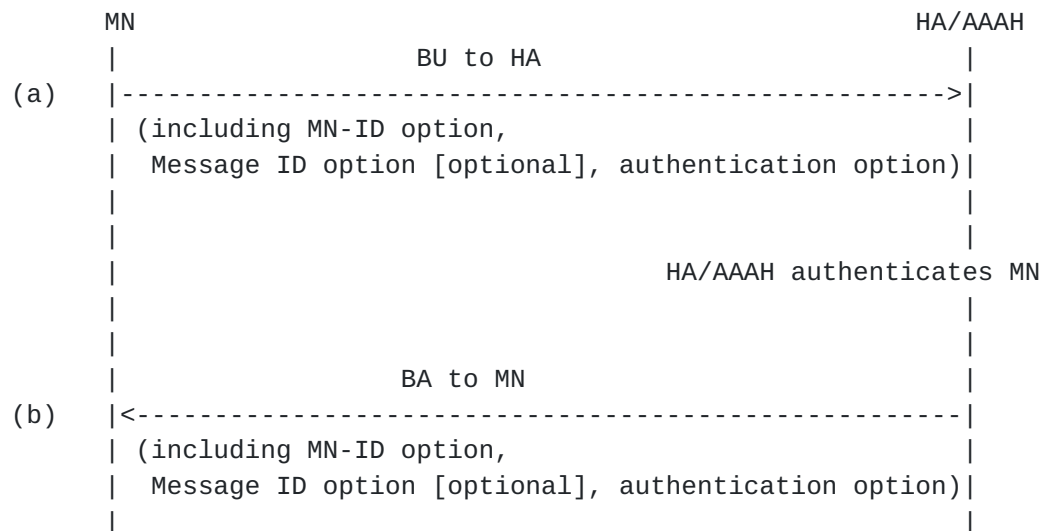 MN                                                   HA/AAAH
|                   BU to HA                           |
(a)    |----------------------------------------------------->|
| (including MN-ID option,                             |
|  Message ID option [optional], authentication option)|
|                                                      |
|                                                      |
|                                   HA/AAAH authenticates MN
|                                                      |
|                                                      |
|                  BA to MN                            |
(b)    |<-----------------------------------------------------|
| (including MN-ID option,                             |
|  Message ID option [optional], authentication option)|
|                                                      |